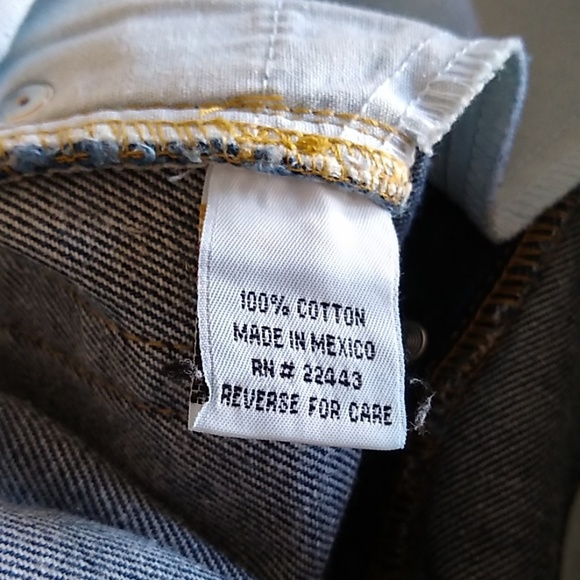 100% COTTON
MADE IN MEXICO
RN # 22443
REVERSE FOR CARE